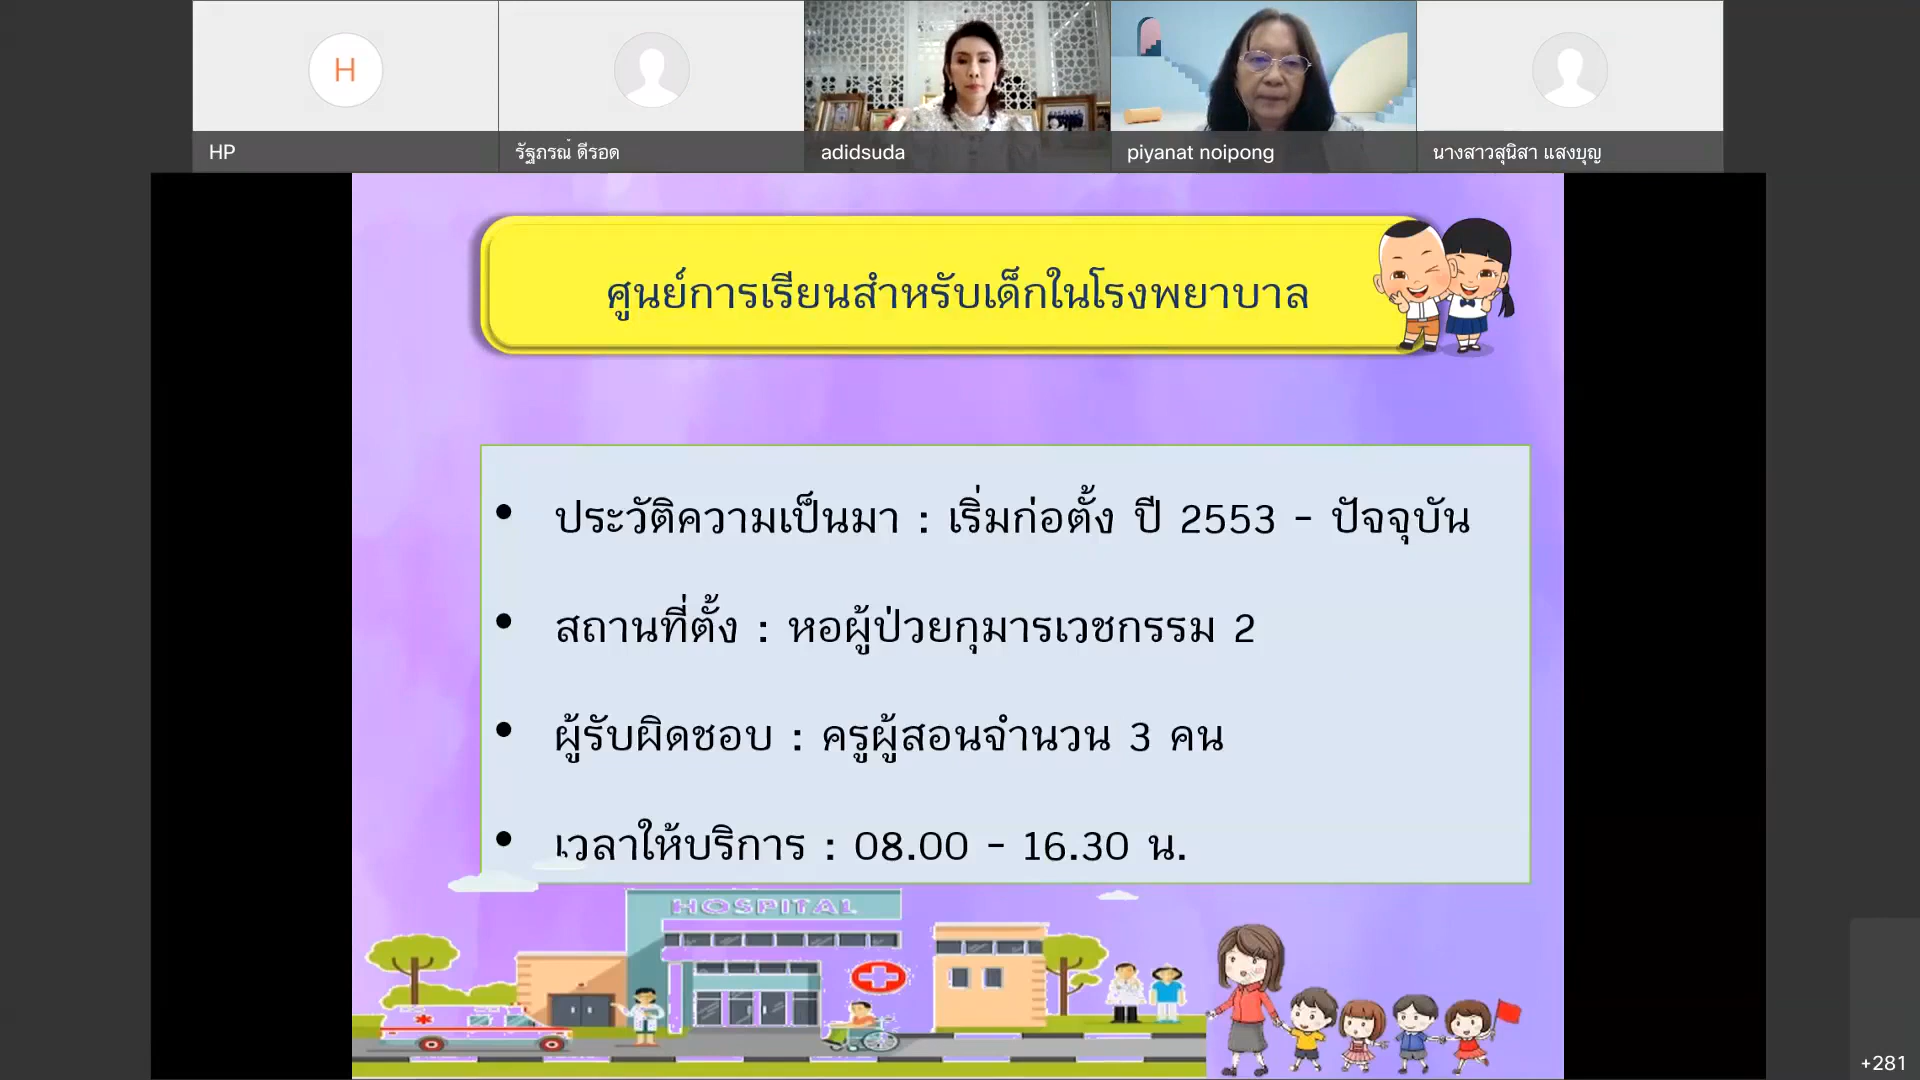 H
HP
รัฐภรณ์ ดีรอด
adidsuda
piyanat noipong
นางสาวสุนิสา แสงบุญ
ศูนย์การเรียนสำหรับเด็กในโรงพยาบาล
• ประวัติความเป็นมา : เริ่มก่อตั้ง ปี 2553 - ปัจจุบัน
• สถานที่ตั้ง : หอผู้ป่วยกุมารเวชกรรม 2
• ผู้รับผิดชอบ : ครูผู้สอนจำนวน 3 คน
• เวลาให้บริการ : 08.00 - 16.30 น.
HOSPITAL
+281